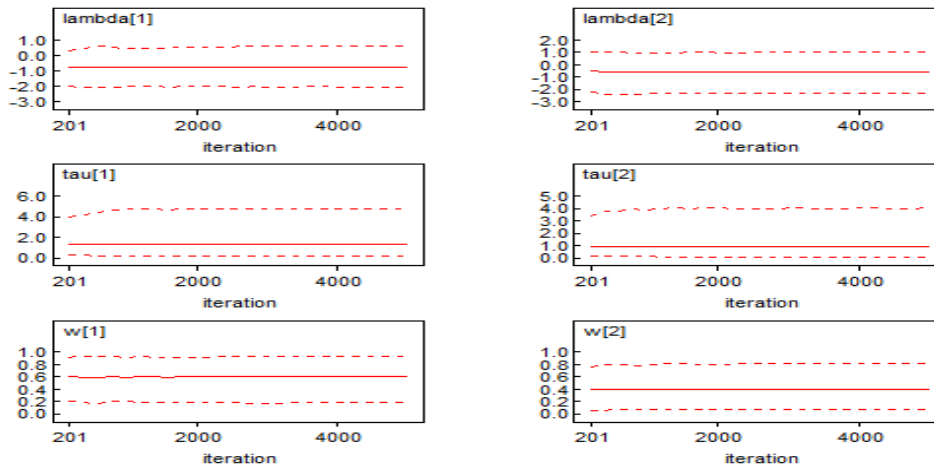 lambda[1]
1.0
0.0
-1.0
-2.0
-3.0
201 2000 4000
iteration
lambda[2]
2.0
1.0
0.0
-1.0
-2.0
-3.0
201 2000 4000
iteration
tau[1]
6.0
4.0
2.0
0.0
201 2000 4000
iteration
tau[2]
5.0
4.0
3.0
2.0
1.0
0.0
201 2000 4000
iteration
w[1]
1.0
0.8
0.6
0.4
0.2
0.0
201 2000 4000
iteration
w[2]
1.0
0.8
0.6
0.4
0.2
0.0
201 2000 4000
iteration